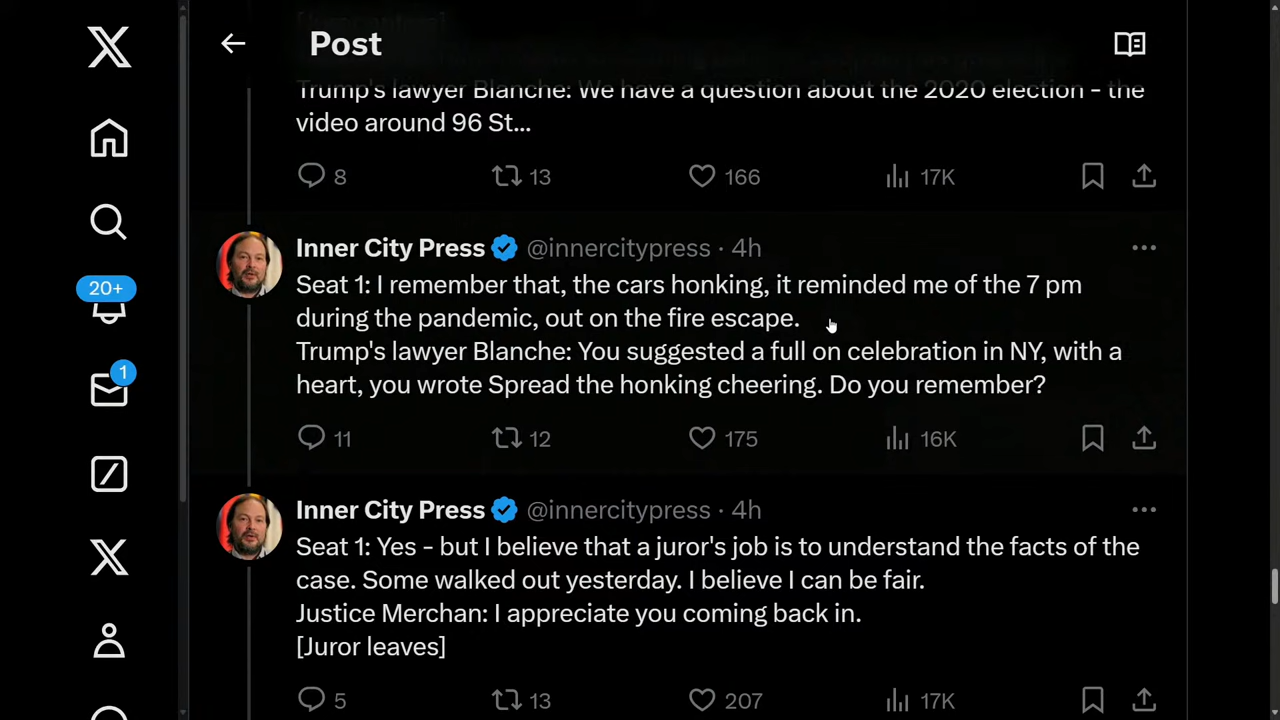 Post
Trump's lawyer Blanche: We have a question about the 2020 election - the
video around 96 St...
8 13 166 17K
Inner City Press @innercitypress · 4h
Seat 1: I remember that, the cars honking, it reminded me of the 7 pm
during the pandemic, out on the fire escape.
Trump's lawyer Blanche: You suggested a full on celebration in NY, with a
heart, you wrote Spread the honking cheering. Do you remember?
11 12 175 16K
Inner City Press @innercitypress · 4h
Seat 1: Yes - but I believe that a juror's job is to understand the facts of the
case. Some walked out yesterday. I believe I can be fair.
Justice Merchan: I appreciate you coming back in.
[Juror leaves]
5 13 207 17K
20+
1